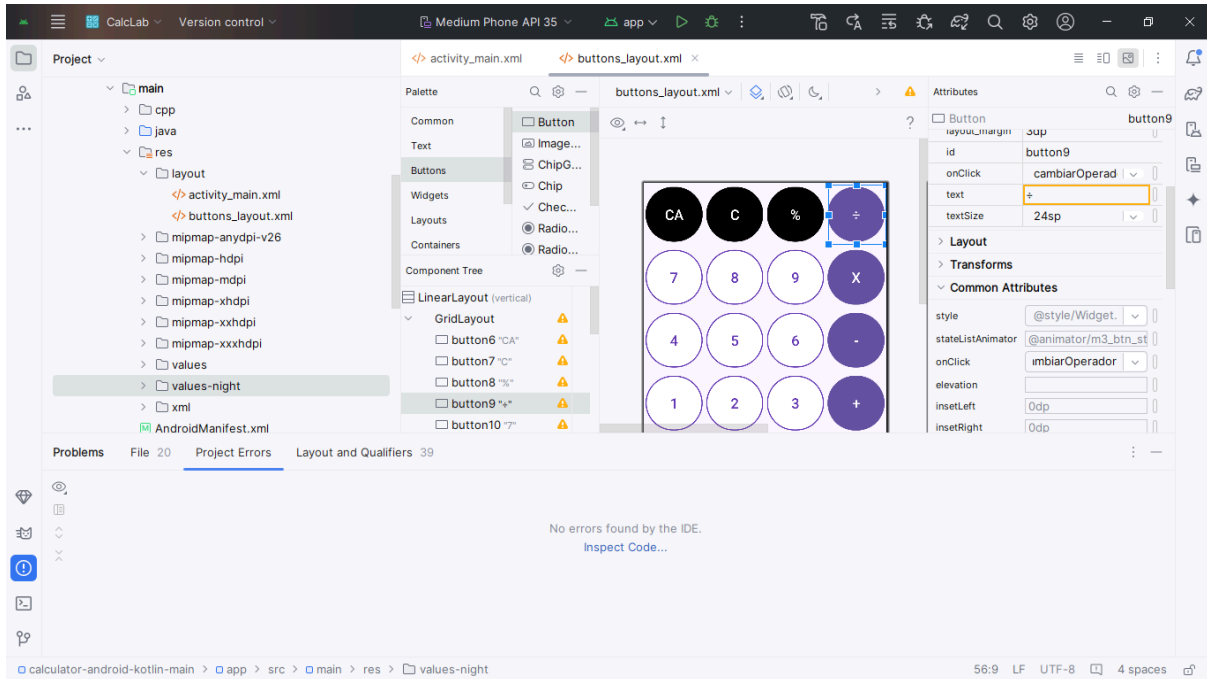 CalcLab Version control Medium Phone API 35 app
Project
main
cpp
java
res
layout
activity_main.xml
buttons_layout.xml
mipmap-anydpi-v26
mipmap-hdpi
mipmap-mdpi
mipmap-xhdpi
mipmap-xxhdpi
mipmap-xxxhdpi
values
values-night
xml
AndroidManifest.xml
activity_main.xml buttons_layout.xml
Palette
Common
Text
Buttons
Widgets
Layouts
Containers
Button
Image...
ChipG...
Chip
Chec...
Radio...
Radio...
Component Tree
LinearLayout (vertical)
GridLayout
button6 "CA"
button7 "C"
button8 "%"
button9 "÷"
button10 "7"
buttons_layout.xml
?
CA C % ÷
7 8 9 X
4 5 6 -
1 2 3 +
Attributes
Button button9
layout_margin 3dp
id button9
onClick cambiarOperad
text ÷
textSize 24sp
Layout
Transforms
Common Attributes
style @style/Widget.
stateListAnimator @animator/m3_btn_st
onClick mbiarOperador
elevation
insetLeft 0dp
insetRight 0dp
Problems File 20 Project Errors Layout and Qualifiers 39
No errors found by the IDE.
Inspect Code...
calculator-android-kotlin-main > app > src > main > res > values-night 56:9 LF UTF-8 4 spaces